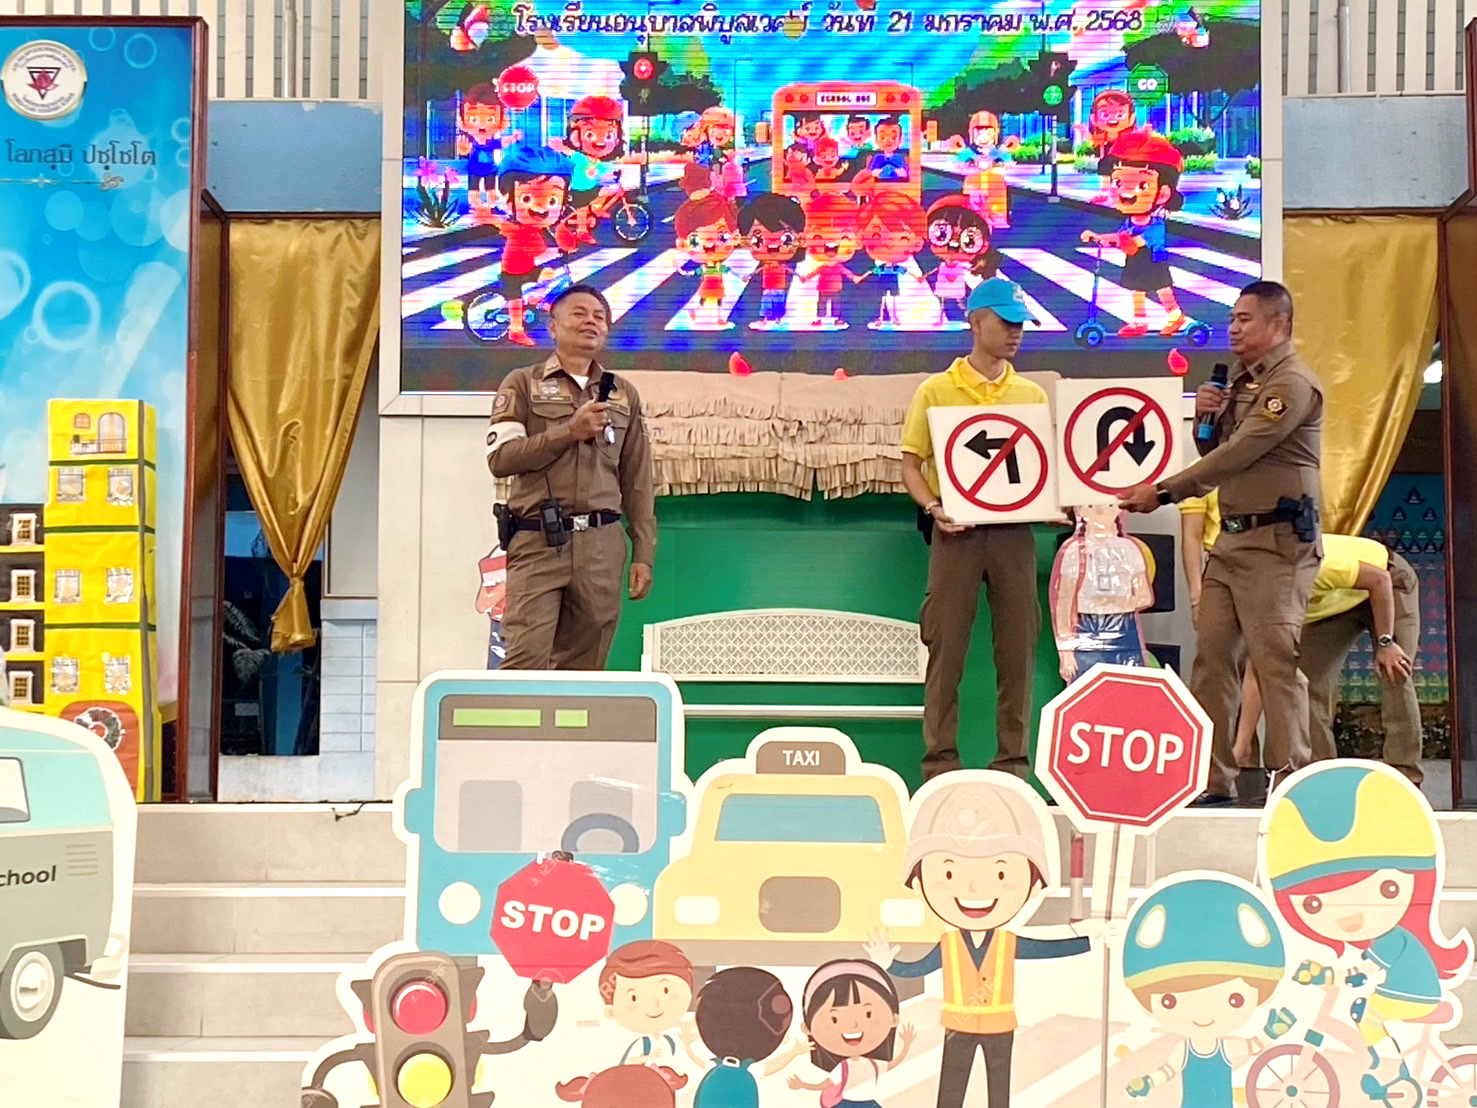 โรงเรียนอนุบาลพิบูลเวศม์ วันที่ 21 มกราคม พ.ศ. 2568
STOP
SCHOOL BUS
GO
โลกสฺมิ ปชฺโชโต
TAXI
STOP
STOP
chool